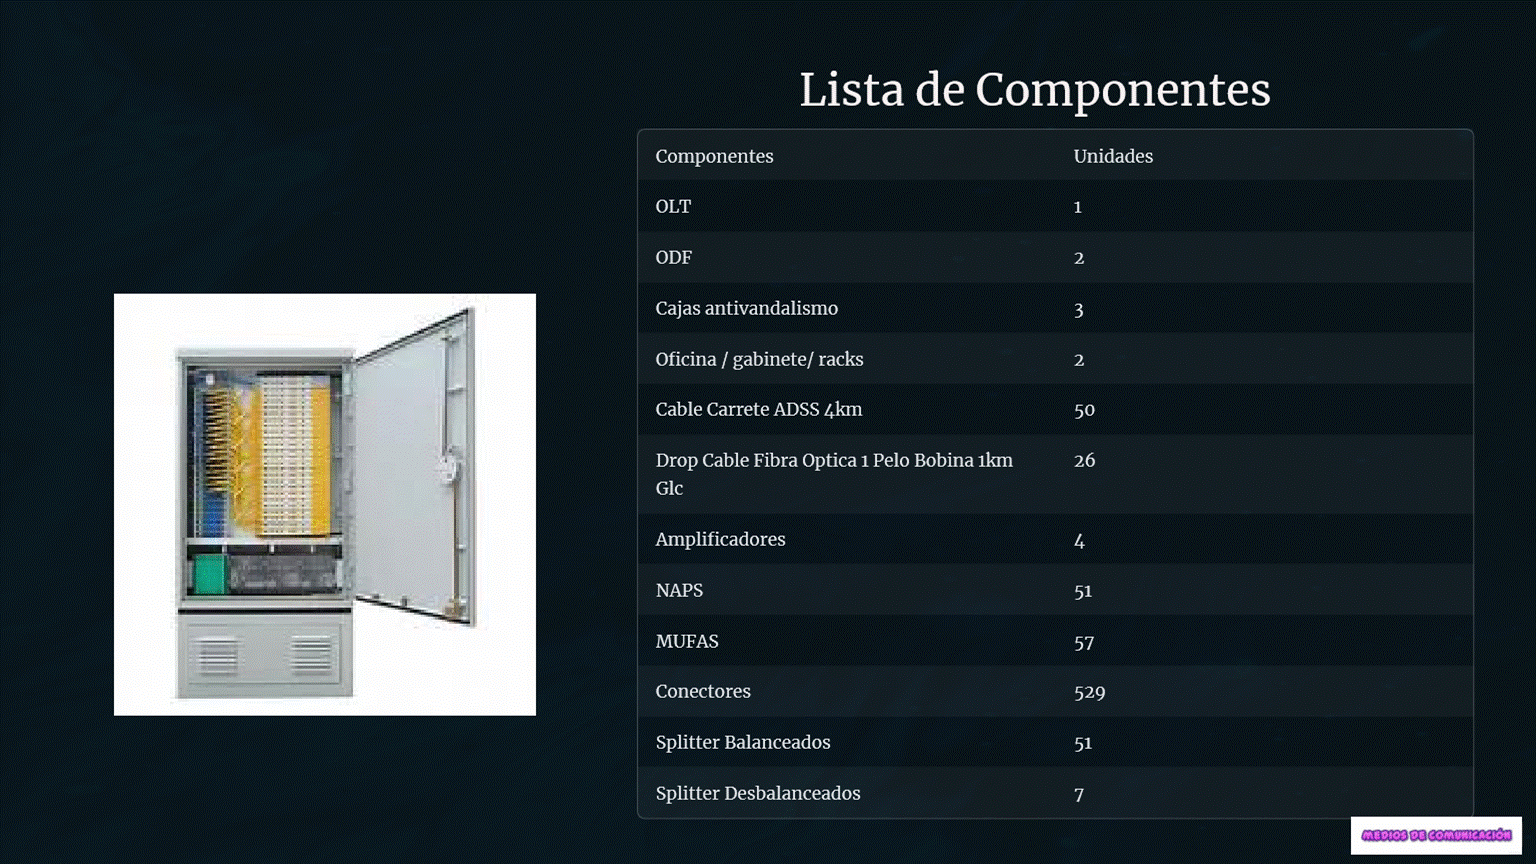 Lista de Componentes
Componentes Unidades
OLT 1
ODF 2
Cajas antivandalismo 3
Oficina / gabinete/ racks 2
Cable Carrete ADSS 4km 50
Drop Cable Fibra Optica 1 Pelo Bobina 1km 26
Glc
Amplificadores 4
NAPS 51
MUFAS 57
Conectores 529
Splitter Balanceados 51
Splitter Desbalanceados 7
MEDIOS DE COMUNICACIÓN